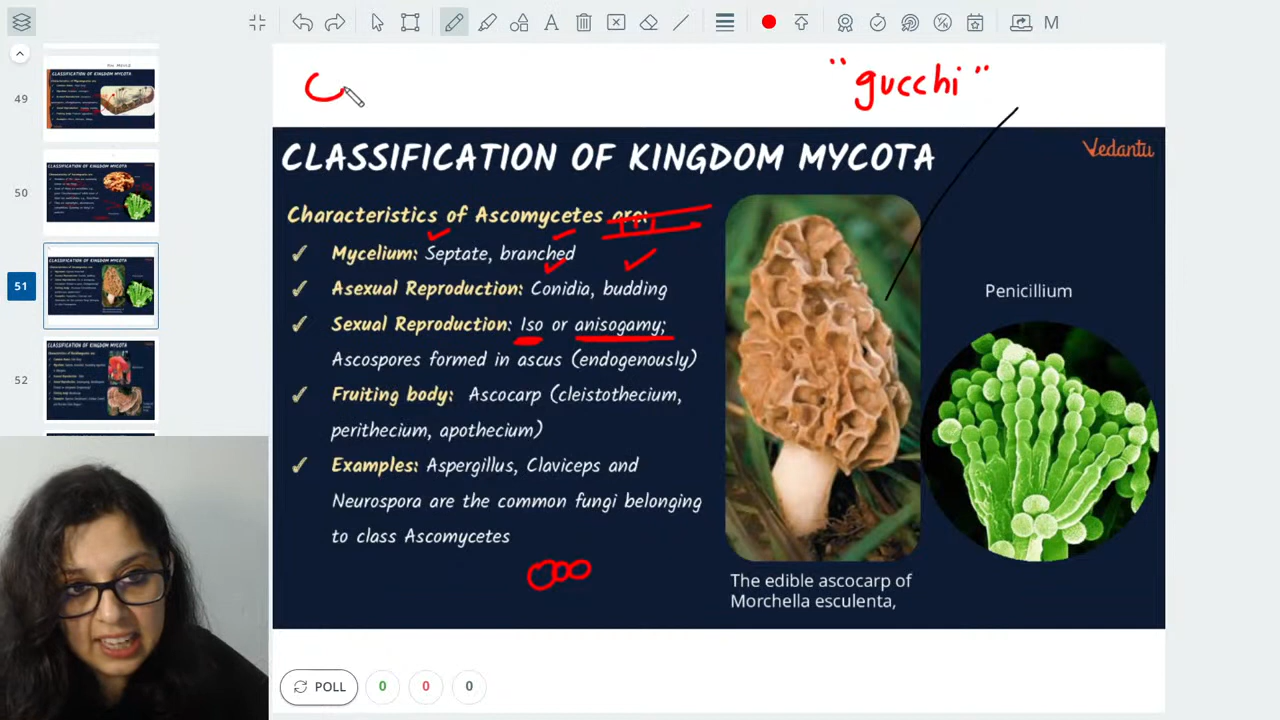 M
49
50
51
52
"gucchi"
CLASSIFICATION OF KINGDOM MYCOTA
Vedantu
Characteristics of Ascomycetes are:
✓ Mycelium: Septate, branched
✓ Asexual Reproduction: Conidia, budding
✓ Sexual Reproduction: Iso or anisogamy;
Ascospores formed in ascus (endogenously)
✓ Fruiting body: Ascocarp (cleistothecium,
perithecium, apothecium)
✓ Examples: Aspergillus, Claviceps and
Neurospora are the common fungi belonging
to class Ascomycetes
Penicillium
The edible ascocarp of
Morchella esculenta,
POLL 0 0 0